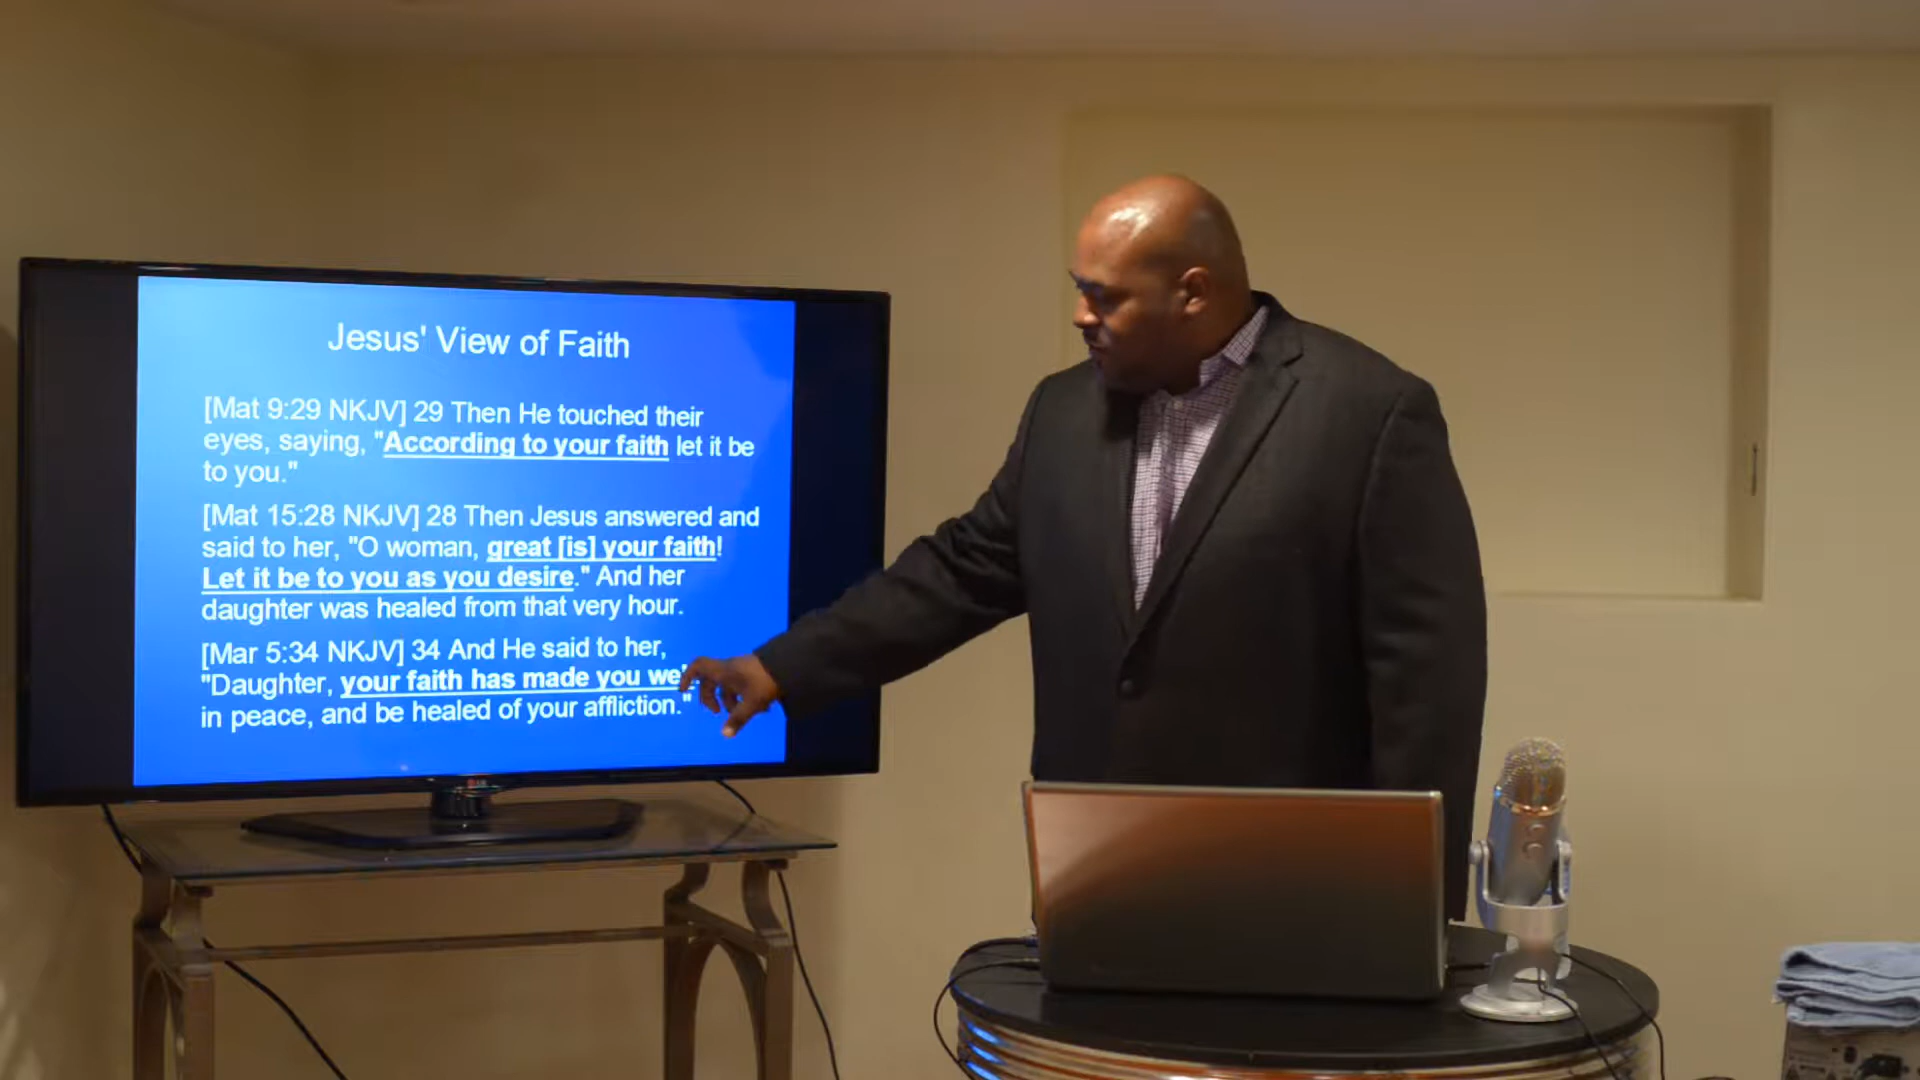 Jesus' View of Faith
[Mat 9:29 NKJV] 29 Then He touched their
eyes, saying, "According to your faith let it be
to you."
[Mat 15:28 NKJV] 28 Then Jesus answered and
said to her, "O woman, great [is] your faith!
Let it be to you as you desire." And her
daughter was healed from that very hour.
[Mar 5:34 NKJV] 34 And He said to her,
"Daughter, your faith has made you
in peace, and be healed of your affliction."
LG